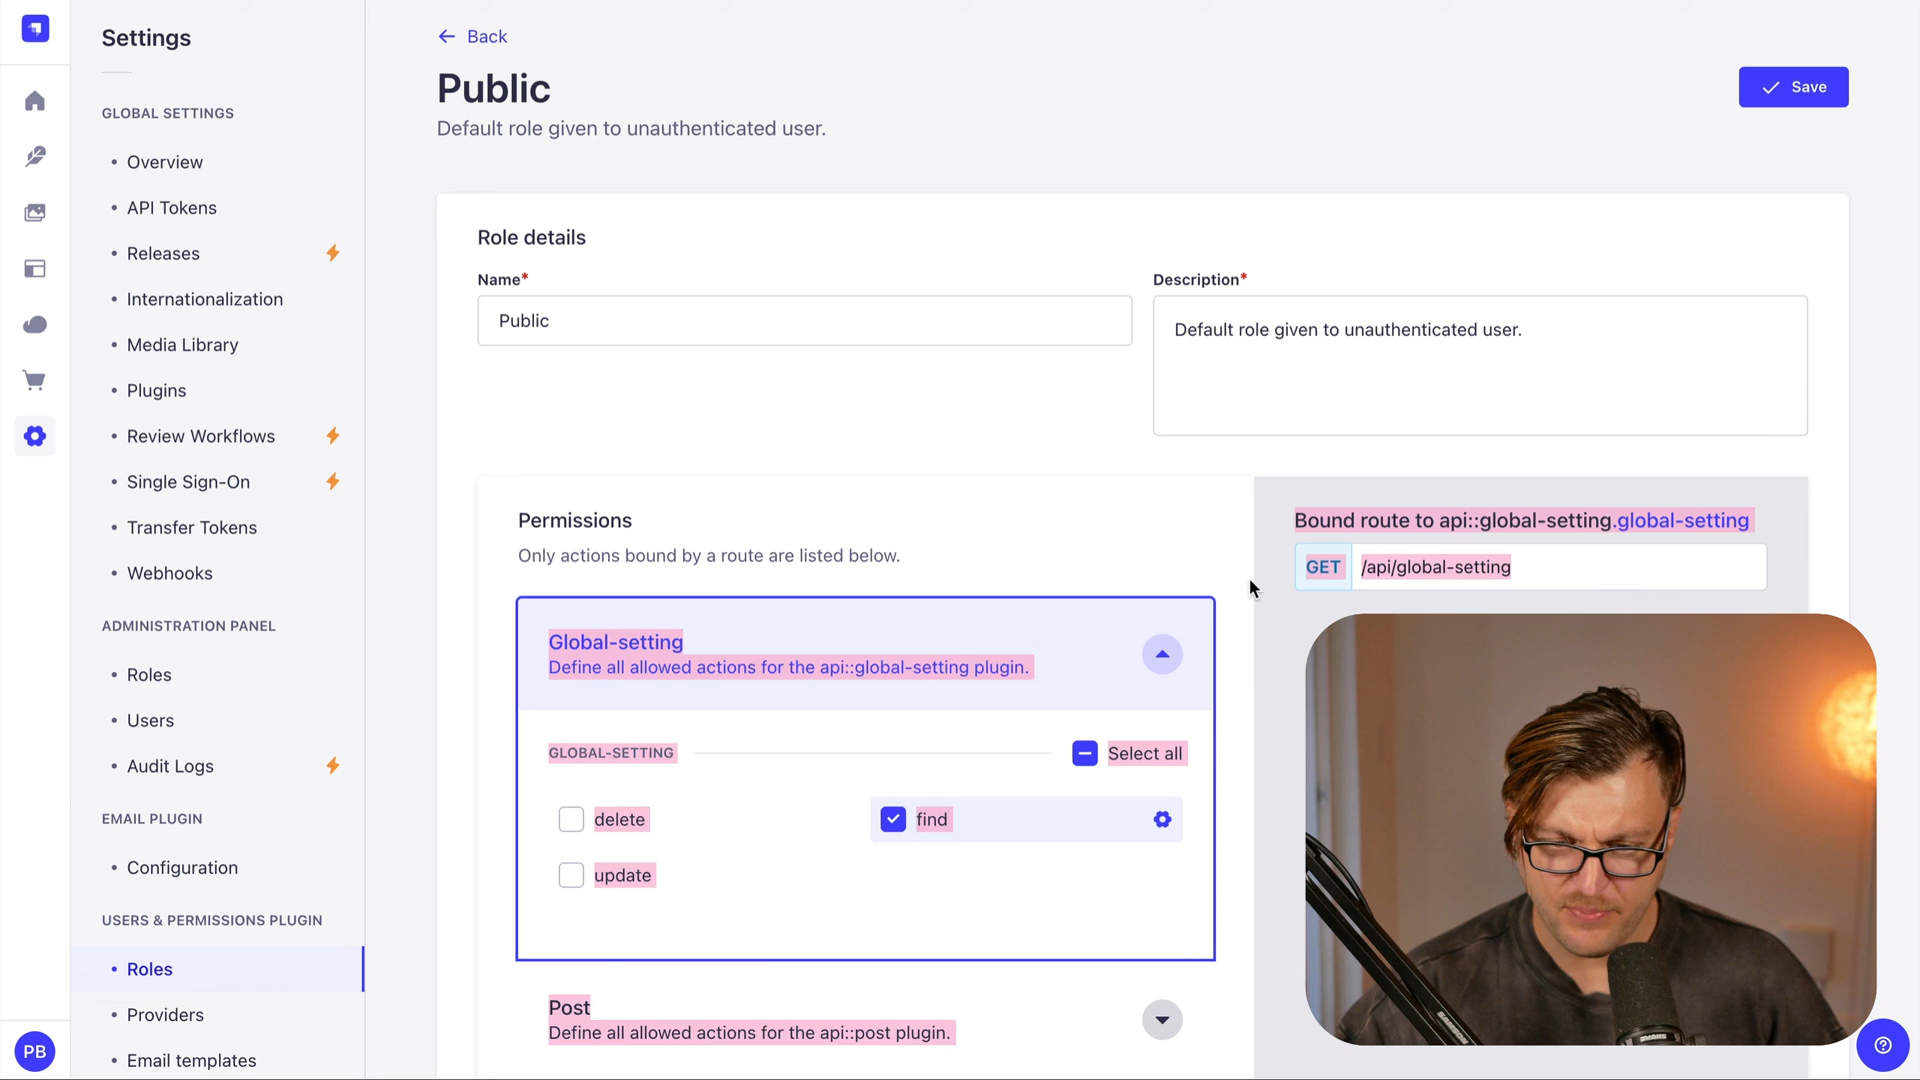 Settings
GLOBAL SETTINGS
Overview
API Tokens
Releases
Internationalization
Media Library
Plugins
Review Workflows
Single Sign-On
Transfer Tokens
Webhooks
ADMINISTRATION PANEL
Roles
Users
Audit Logs
EMAIL PLUGIN
Configuration
USERS & PERMISSIONS PLUGIN
Roles
Providers
Email templates
PB
Back
Public
Default role given to unauthenticated user.
Save
Role details
Name*
Public
Description*
Default role given to unauthenticated user.
Permissions
Only actions bound by a route are listed below.
Global-setting
Define all allowed actions for the api::global-setting plugin.
GLOBAL-SETTING
Select all
delete
find
update
Post
Define all allowed actions for the api::post plugin.
Bound route to api::global-setting.global-setting
GET /api/global-setting
SAMSON
SHURE